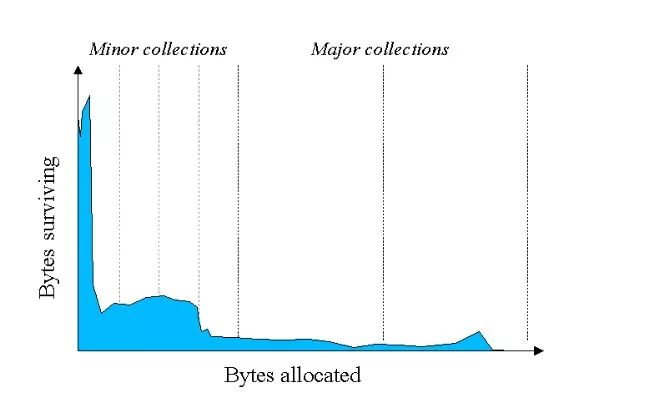 Minor collections
Major collections
Bytes surviving
Bytes allocated